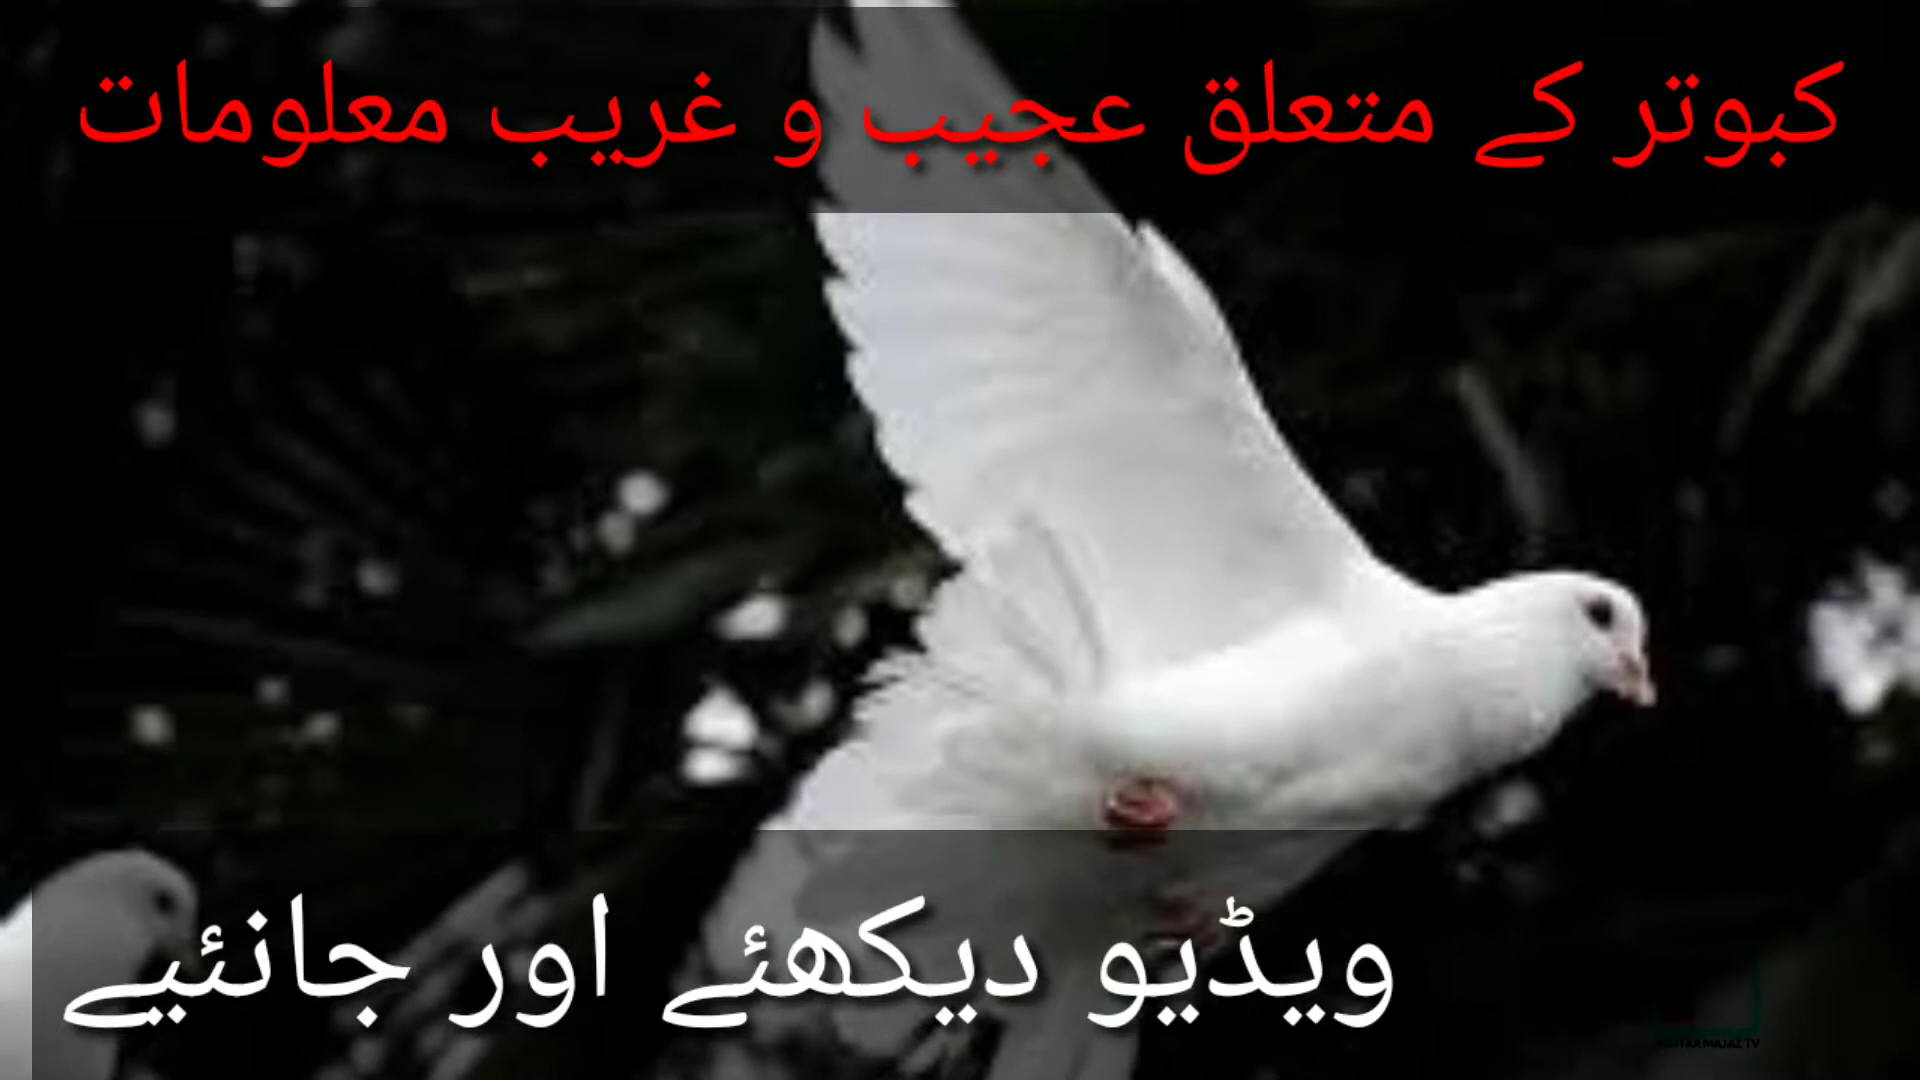 کبوتر کے متعلق عجیب و غریب معلومات
ویڈیو دیکھئے اور جانئیے